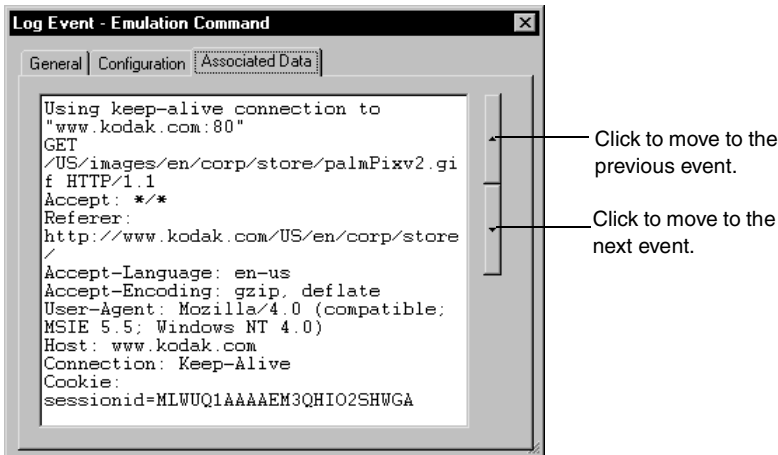 Log Event - Emulation Command
General Configuration Associated Data
Using keep-alive connection to
"www.kodak.com:80"
GET
/US/images/en/corp/store/palmPixv2.gi
f HTTP/1.1
Accept: */*
Referer:
http://www.kodak.com/US/en/corp/store
/
Accept-Language: en-us
Accept-Encoding: gzip, deflate
User-Agent: Mozilla/4.0 (compatible;
MSIE 5.5; Windows NT 4.0)
Host: www.kodak.com
Connection: Keep-Alive
Cookie:
sessionid=MLWUQ1AAAAEM3QHIO2SHWGA
Click to move to the
previous event.
Click to move to the
next event.